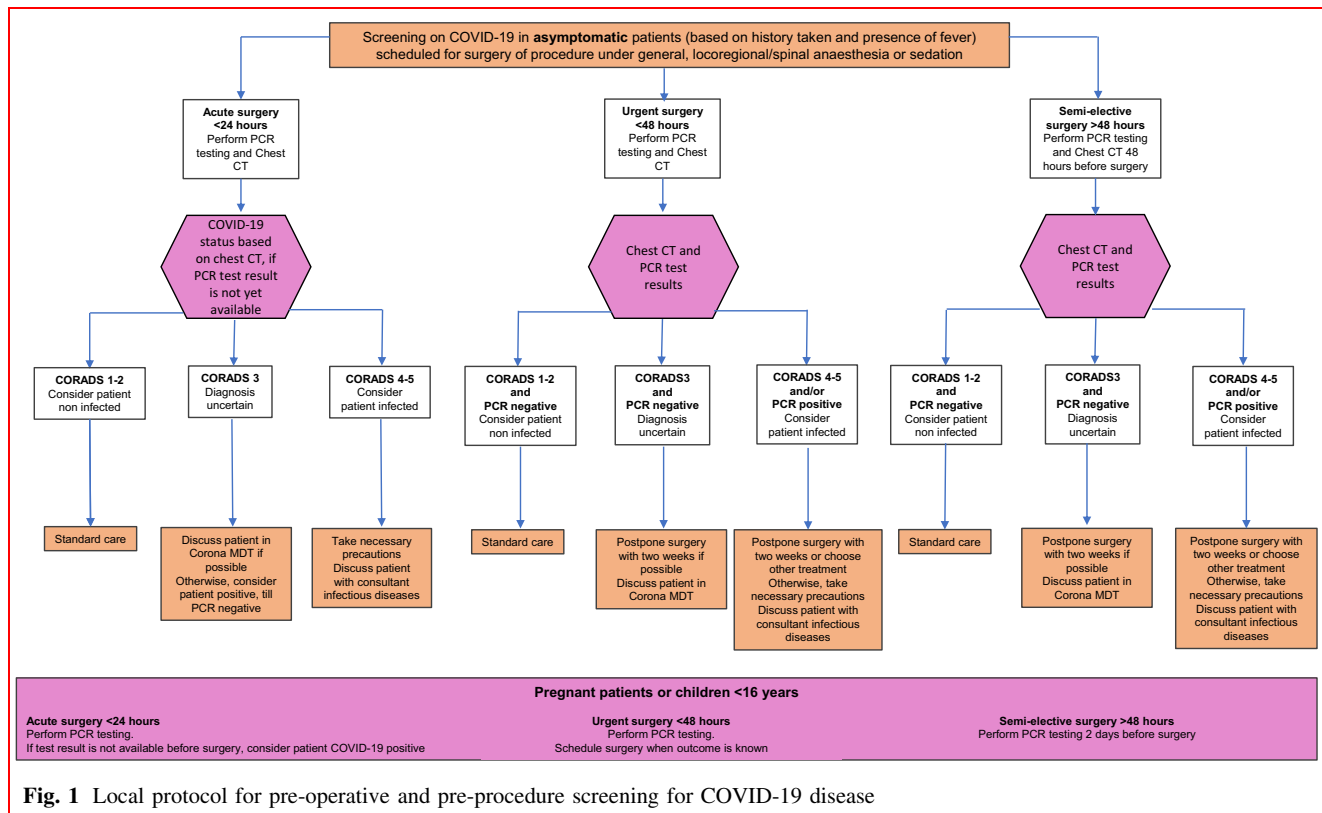 Screening on COVID-19 in asymptomatic patients (based on history taken and presence of fever)
scheduled for surgery of procedure under general, locoregional/spinal anaesthesia or sedation
Acute surgery
<24 hours
Perform PCR
testing and Chest
CT
Urgent surgery
<48 hours
Perform PCR
testing and Chest
CT
Semi-elective
surgery >48 hours
Perform PCR testing
and Chest CT 48
hours before surgery
COVID-19
status based
on chest CT, if
PCR test result
is not yet
available
Chest CT and
PCR test
results
Chest CT and
PCR test
results
CORADS 1-2
Consider patient
non infected
CORADS 3
Diagnosis
uncertain
CORADS 4-5
Consider
patient infected
CORADS 1-2
and
PCR negative
Consider patient
non infected
CORADS3
and
PCR negative
Diagnosis
uncertain
CORADS 4-5
and/or
PCR positive
Consider
patient infected
CORADS 1-2
and
PCR negative
Consider patient
non infected
CORADS3
and
PCR negative
Diagnosis
uncertain
CORADS 4-5
and/or
PCR positive
Consider
patient infected
Standard care
Discuss patient in
Corona MDT if
possible
Otherwise, consider
patient positive, till
PCR negative
Take necessary
precautions
Discuss patient
with consultant
infectious diseases
Standard care
Postpone surgery
with two weeks if
possible
Discuss patient in
Corona MDT
Postpone surgery with
two weeks or choose
other treatment
Otherwise, take
necessary precautions
Discuss patient with
consultant infectious
diseases
Standard care
Postpone surgery
with two weeks if
possible
Discuss patient in
Corona MDT
Postpone surgery with
two weeks or choose
other treatment
Otherwise, take
necessary precautions
Discuss patient with
consultant infectious
diseases
Pregnant patients or children <16 years
Acute surgery <24 hours
Perform PCR testing.
If test result is not available before surgery, consider patient COVID-19 positive
Urgent surgery <48 hours
Perform PCR testing.
Schedule surgery when outcome is known
Semi-elective surgery >48 hours
Perform PCR testing 2 days before surgery
Fig. 1 Local protocol for pre-operative and pre-procedure screening for COVID-19 disease